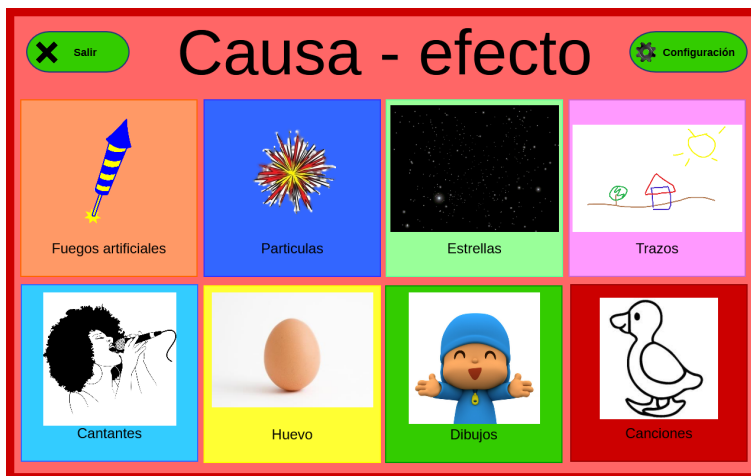 Salir
Causa - efecto
Configuración
Fuegos artificiales
Particulas
Estrellas
Trazos
Cantantes
Huevo
Dibujos
Canciones